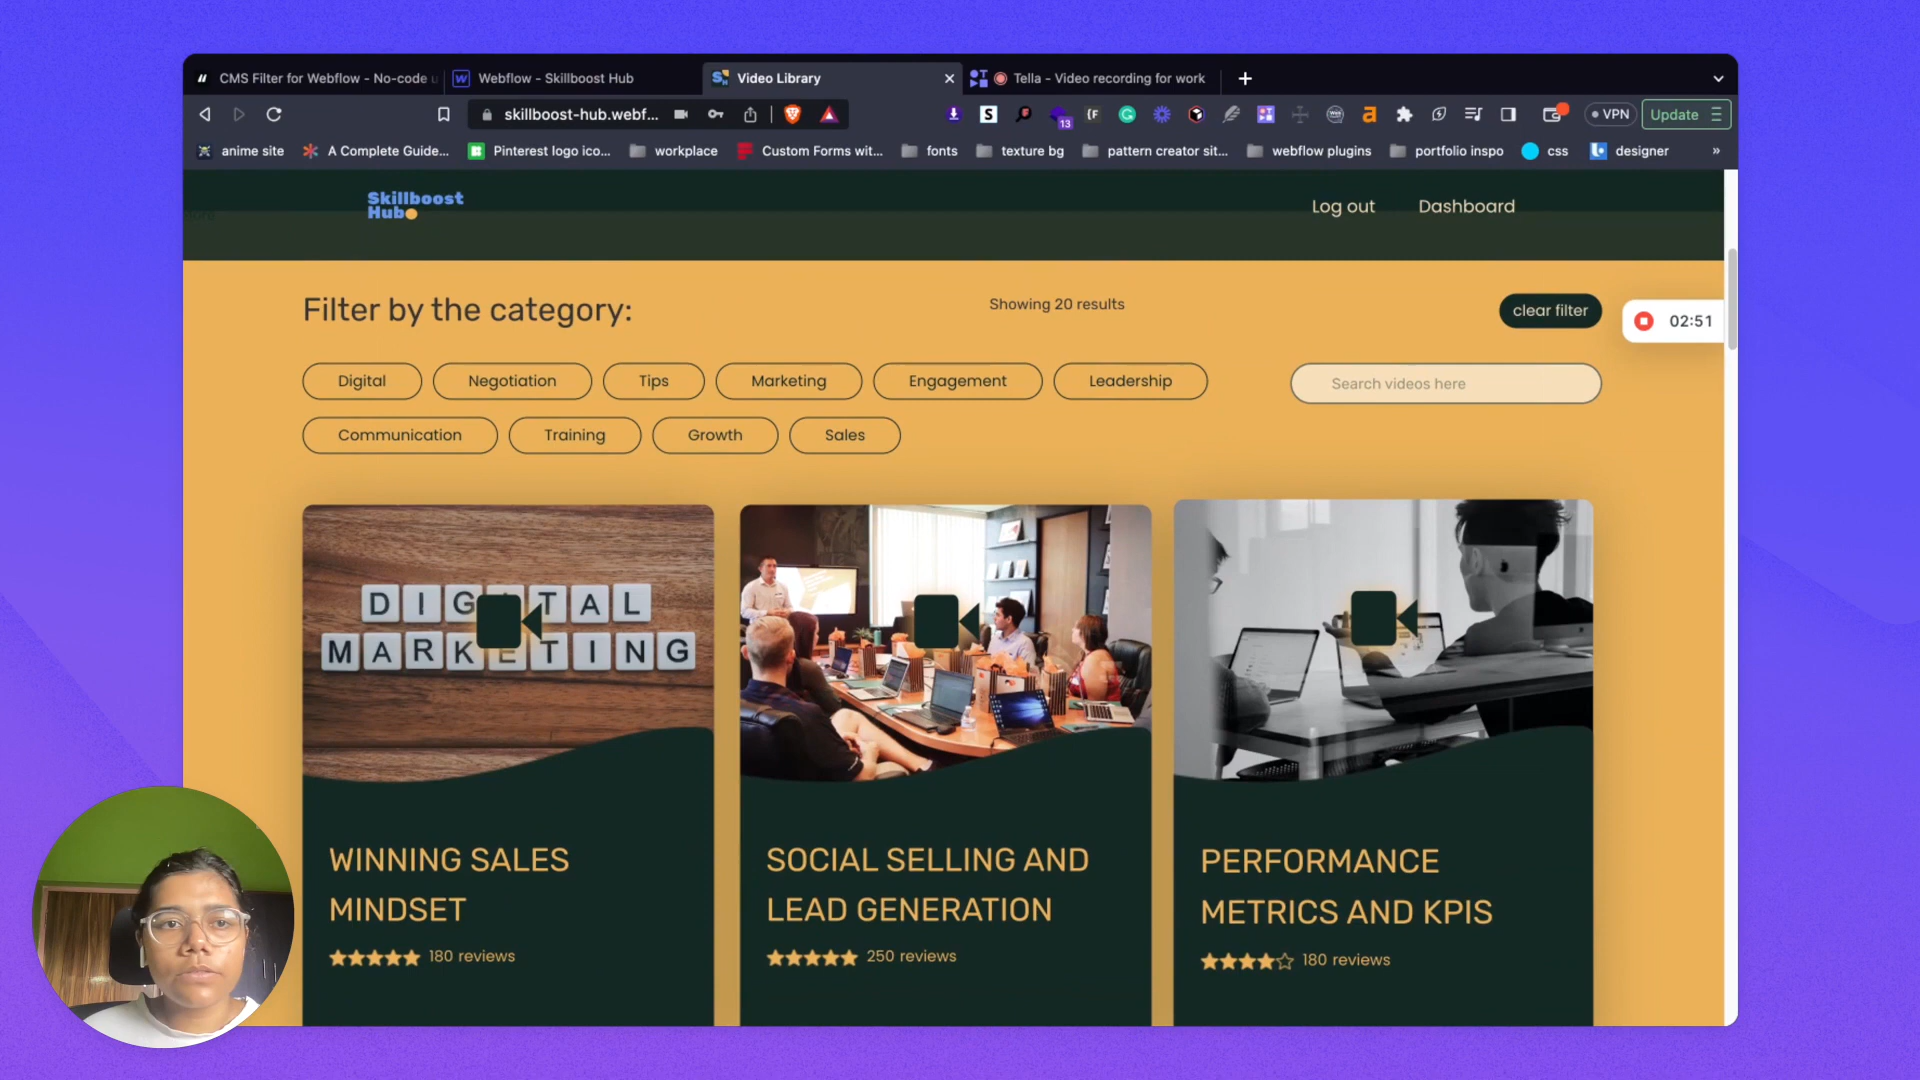 CMS Filter for Webflow - No-code u
Webflow - Skillboost Hub
Video Library
Tella - Video recording for work
skillboost-hub.webf...
13
VPN
Update
anime site
A Complete Guide...
Pinterest logo ico...
workplace
Custom Forms wit...
fonts
texture bg
pattern creator sit...
webflow plugins
portfolio inspo
css
designer
»
Skillboost
Hub
Log out
Dashboard
Filter by the category:
Showing 20 results
clear filter
02:51
Digital
Negotiation
Tips
Marketing
Engagement
Leadership
Search videos here
Communication
Training
Growth
Sales
DIGITAL
MARKETING
WINNING SALES
MINDSET
180 reviews
SOCIAL SELLING AND
LEAD GENERATION
250 reviews
PERFORMANCE
METRICS AND KPIS
180 reviews